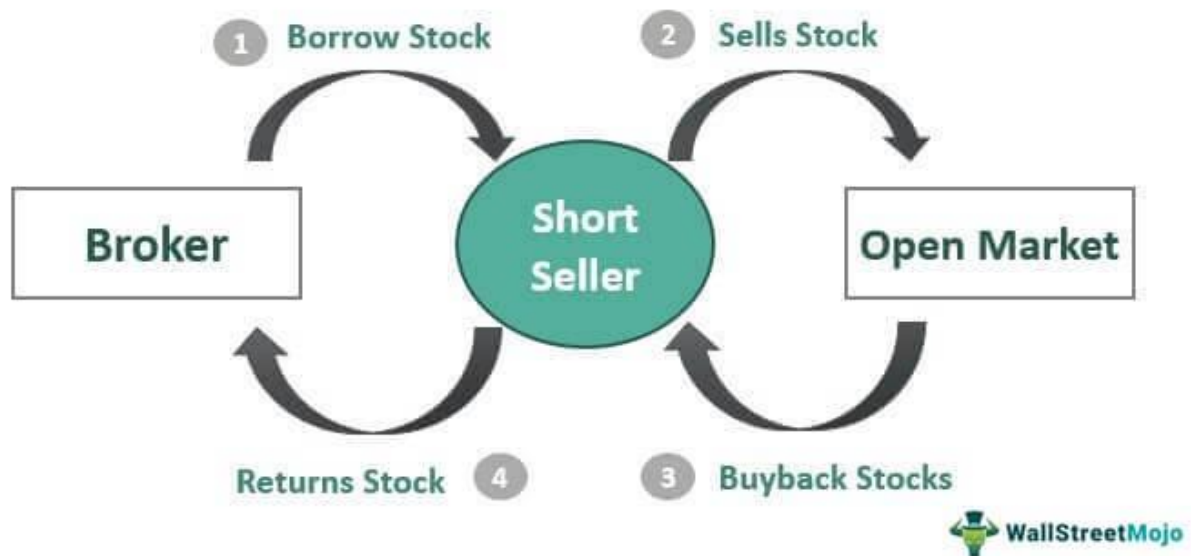 1 Borrow Stock
2 Sells Stock
Broker
Short
Seller
Open Market
Returns Stock 4
3 Buyback Stocks
WallStreetMojo